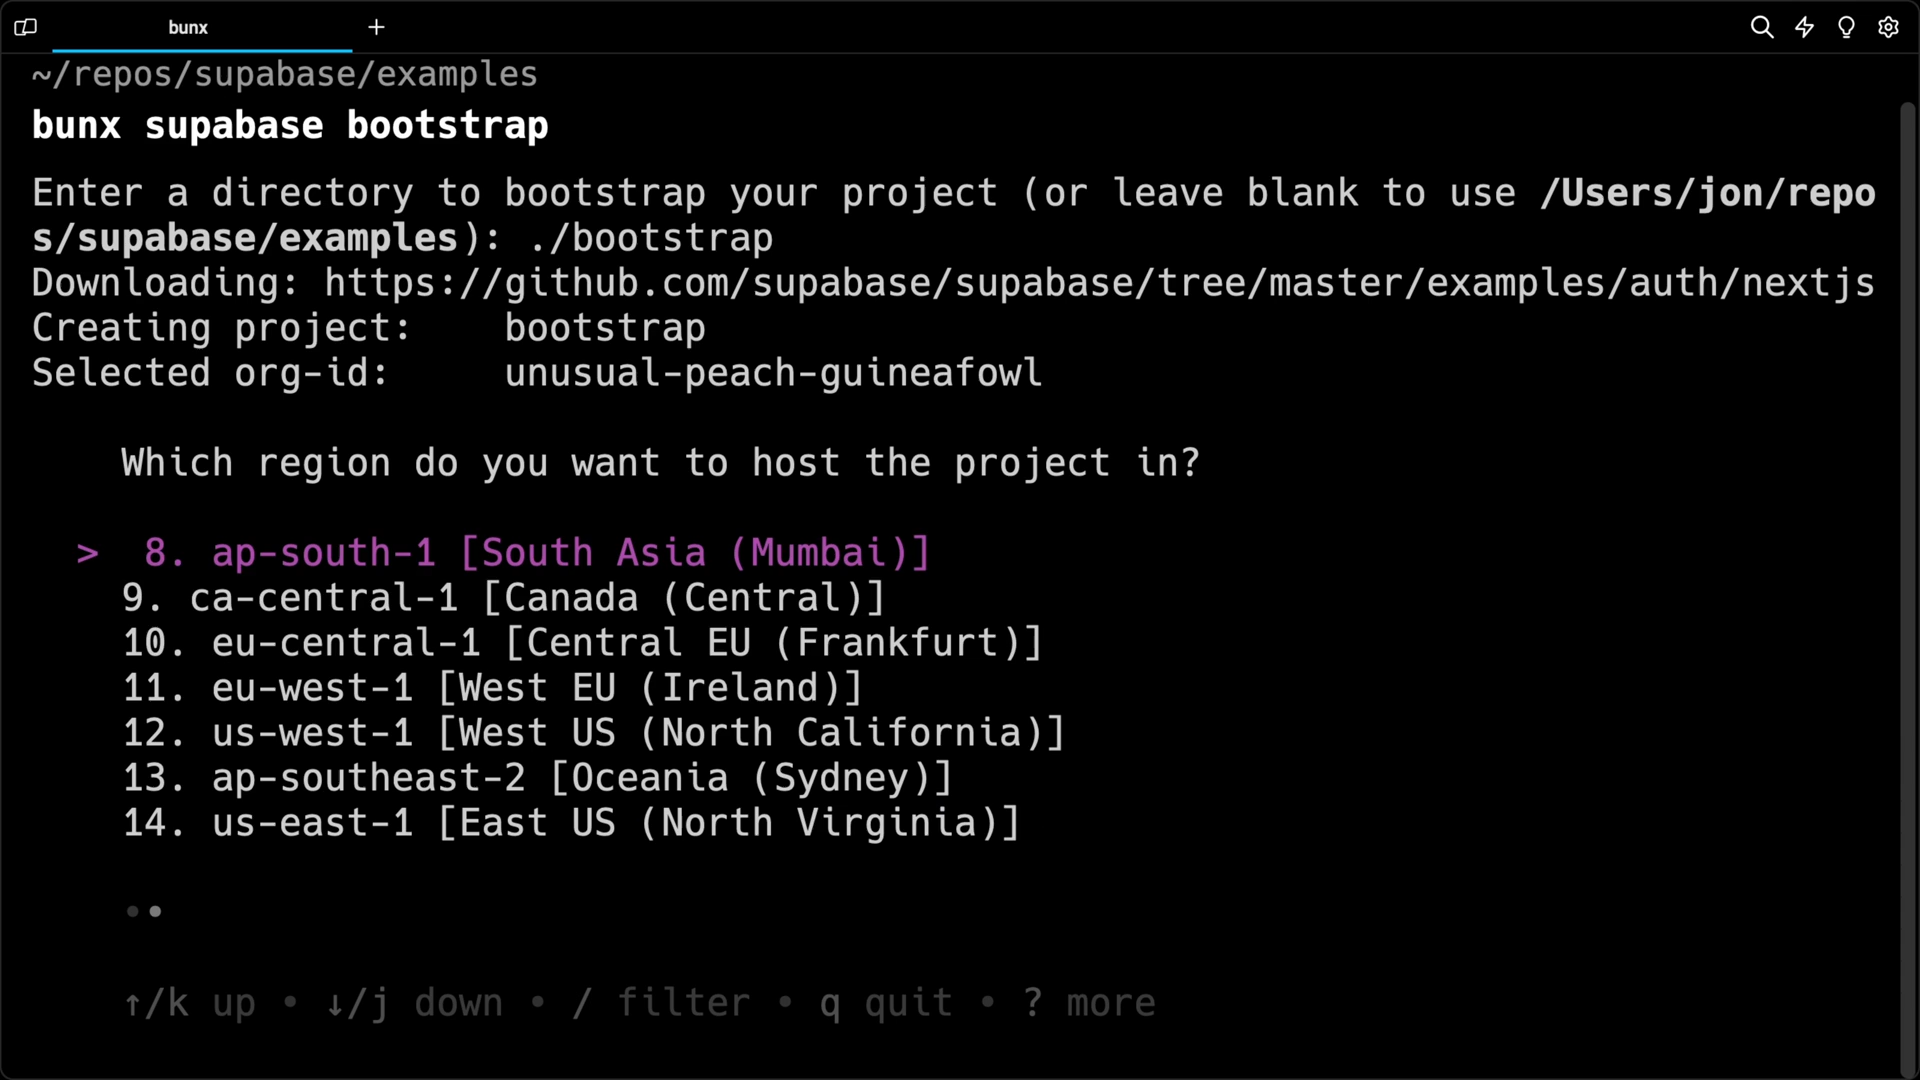 bunx
~/repos/supabase/examples
bunx supabase bootstrap
Enter a directory to bootstrap your project (or leave blank to use /Users/jon/repo
s/supabase/examples): ./bootstrap
Downloading: https://github.com/supabase/supabase/tree/master/examples/auth/nextjs
Creating project:    bootstrap
Selected org-id:     unusual-peach-guineafowl
Which region do you want to host the project in?
>  8. ap-south-1 [South Asia (Mumbai)]
9. ca-central-1 [Canada (Central)]
10. eu-central-1 [Central EU (Frankfurt)]
11. eu-west-1 [West EU (Ireland)]
12. us-west-1 [West US (North California)]
13. ap-southeast-2 [Oceania (Sydney)]
14. us-east-1 [East US (North Virginia)]
••
↑/k up • ↓/j down • / filter • q quit • ? more